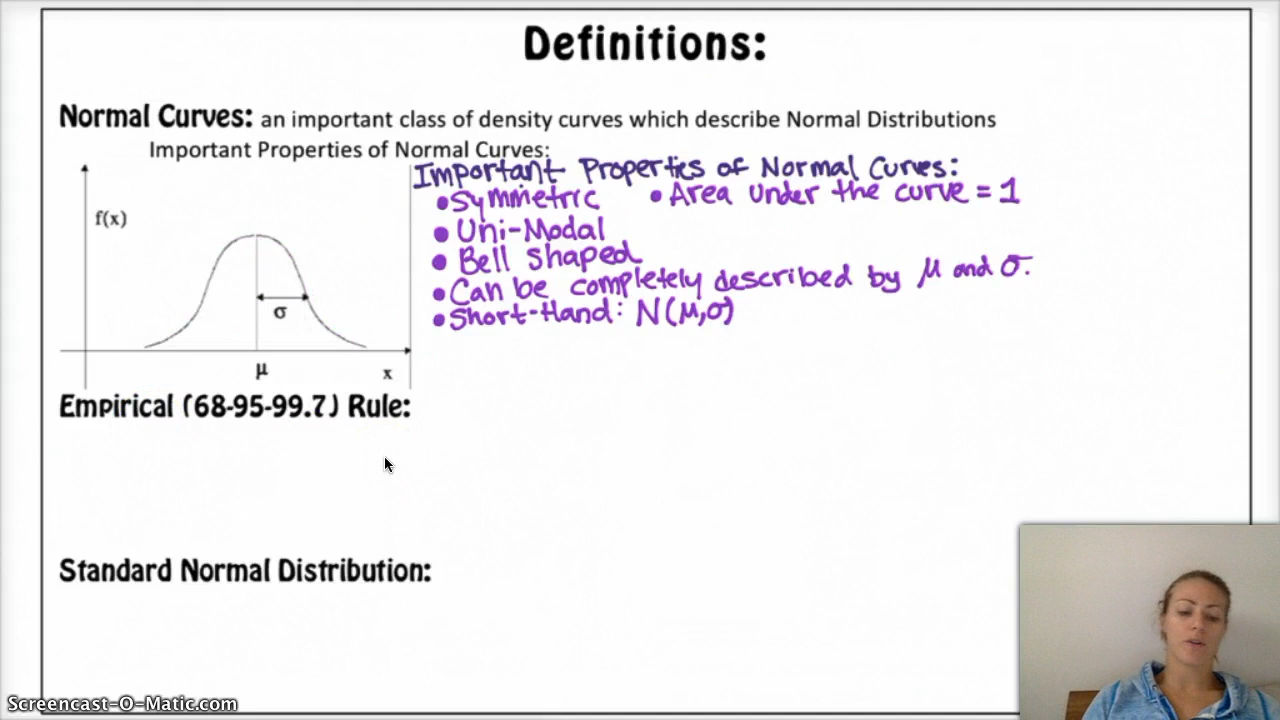 Definitions:
Normal Curves: an important class of density curves which describe Normal Distributions
Important Properties of Normal Curves:
Important Properties of Normal Curves:
•Symmetric •Area under the curve = 1
•Uni-Modal
•Bell shaped
•Can be completely described by μ and σ.
•Short-Hand: N(μ,σ)
f(x)
σ
μ
x
Empirical (68-95-99.7) Rule:
Standard Normal Distribution:
Screencast-O-Matic.com